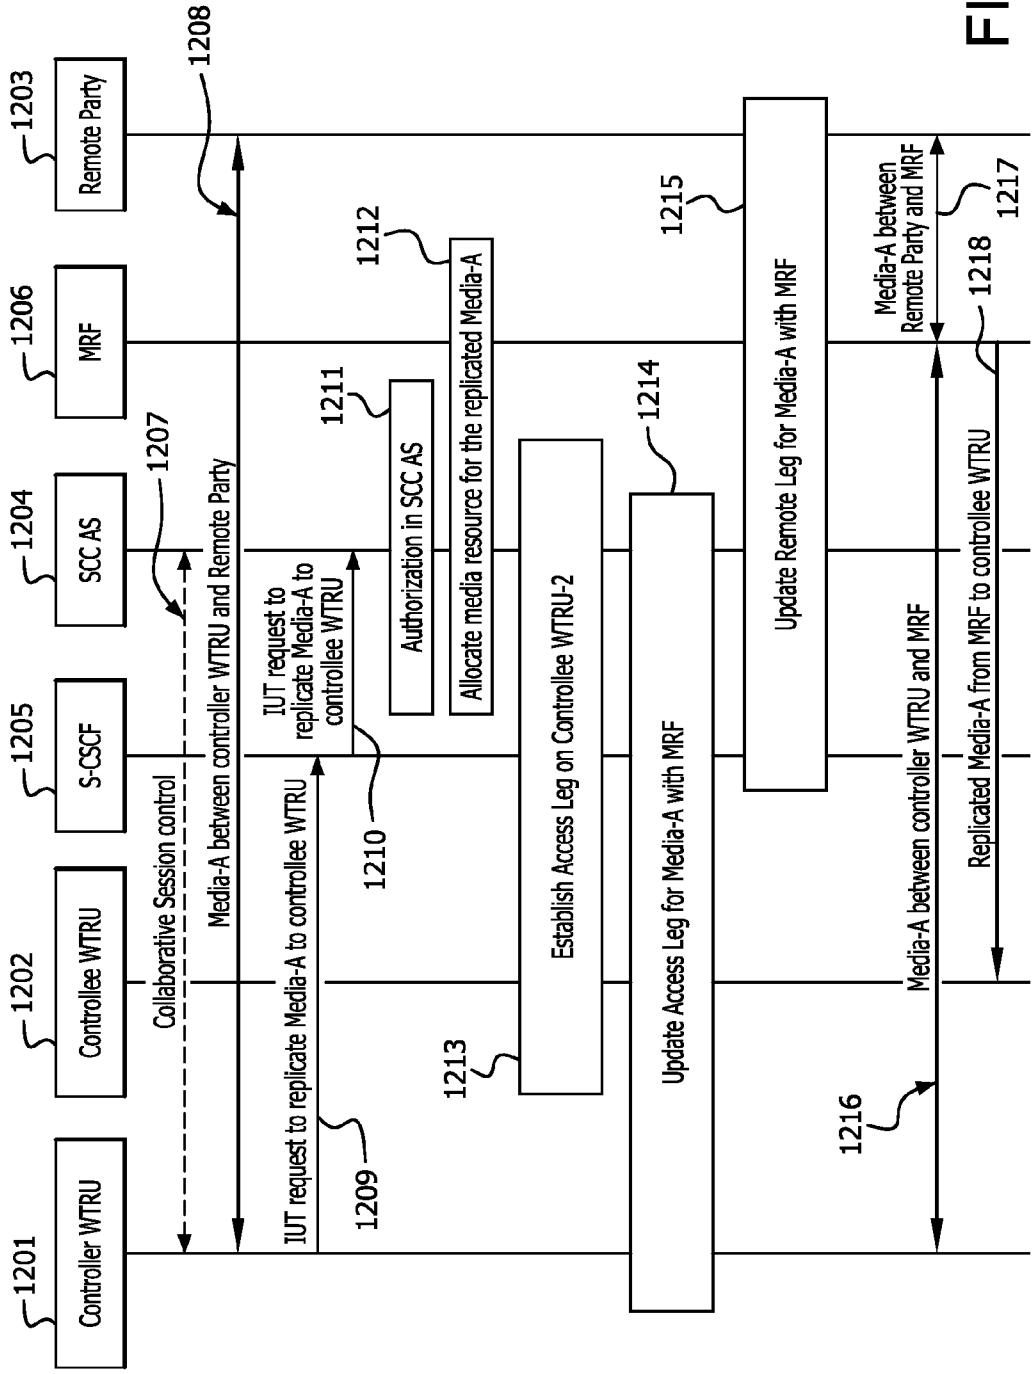 1201
1202
1205
1204
1206
1203
Controller WTRU
Controllee WTRU
S-CSCF
SCC AS
MRF
Remote Party
Collaborative Session control
1207
1208
Media-A between controller WTRU and Remote Party
IUT request to replicate Media-A to controllee WTRU
1209
IUT request to
replicate Media-A to
controllee WTRU
1210
Authorization in SCC AS
1211
Allocate media resource for the replicated Media-A
1212
1213
Establish Access Leg on Controllee WTRU-2
Update Access Leg for Media-A with MRF
1214
Update Remote Leg for Media-A with MRF
1215
1216
Media-A between controller WTRU and MRF
Media-A between
Remote Party and MRF
1217
Replicated Media-A from MRF to controllee WTRU
1218